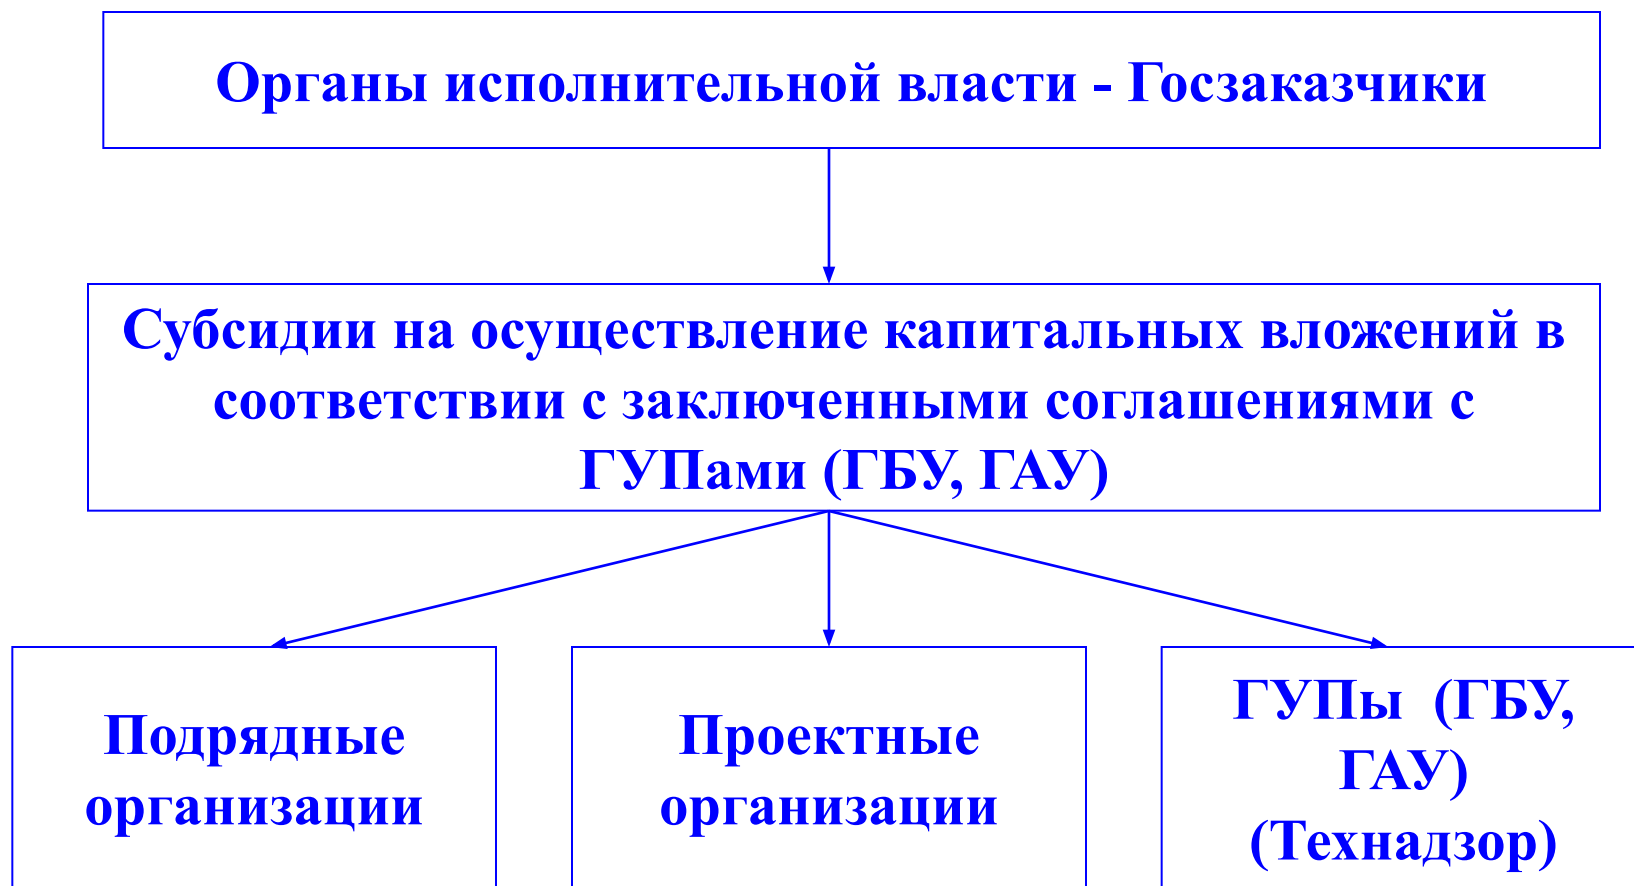 Органы исполнительной власти - Госзаказчики
Субсидии на осуществление капитальных вложений в
соответствии с заключенными соглашениями с
ГУПами (ГБУ, ГАУ)
Подрядные
организации
Проектные
организации
ГУПы (ГБУ,
ГАУ)
(Технадзор)